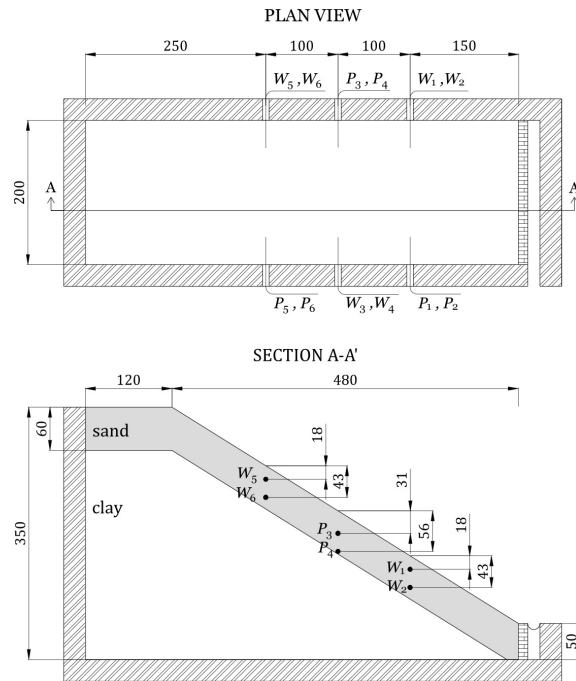 PLAN VIEW
250 100 100 150
W5 ,W6 P3 , P4 W1 ,W2
200
A A
P5 , P6 W3 ,W4 P1 , P2
SECTION A-A'
120 480
60
sand
18
W5
43
W6
clay
31
P3
56
P4
350
18
W1
43
W2
50